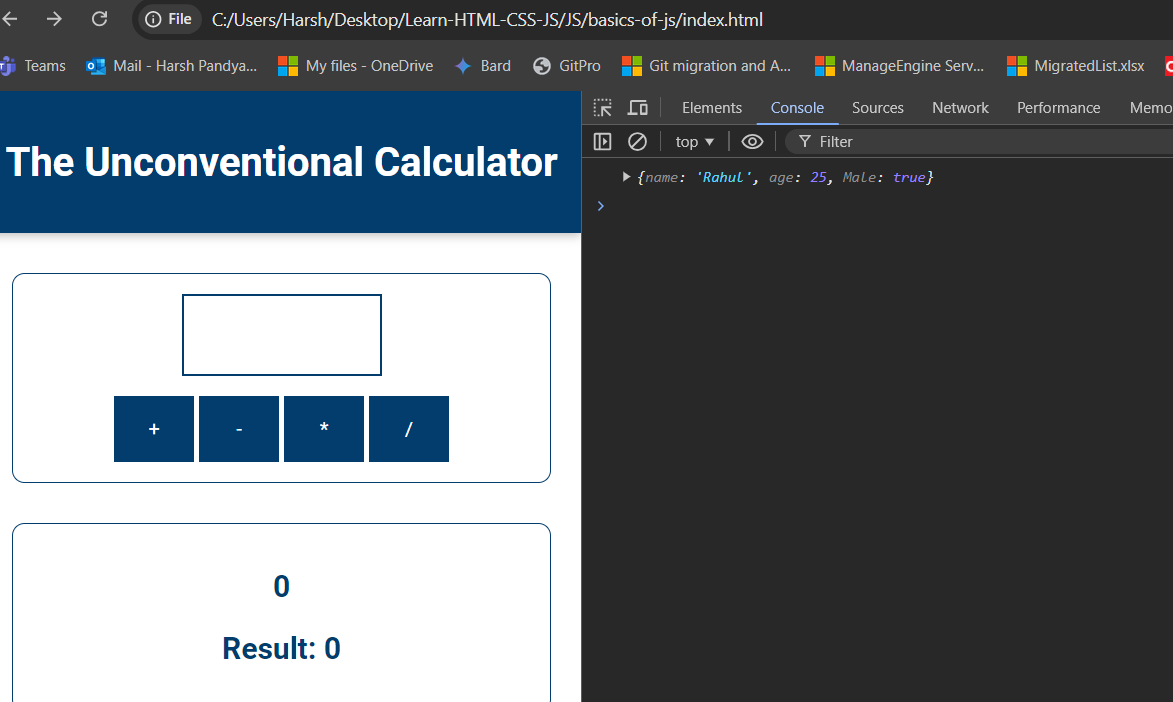 File C:/Users/Harsh/Desktop/Learn-HTML-CSS-JS/JS/basics-of-js/index.html
Teams Mail - Harsh Pandya... My files - OneDrive Bard GitPro Git migration and A... ManageEngine Serv... MigratedList.xlsx
The Unconventional Calculator
+ - * /
0
Result: 0
Elements Console Sources Network Performance Memo
top Filter
{name: 'Rahul', age: 25, Male: true}